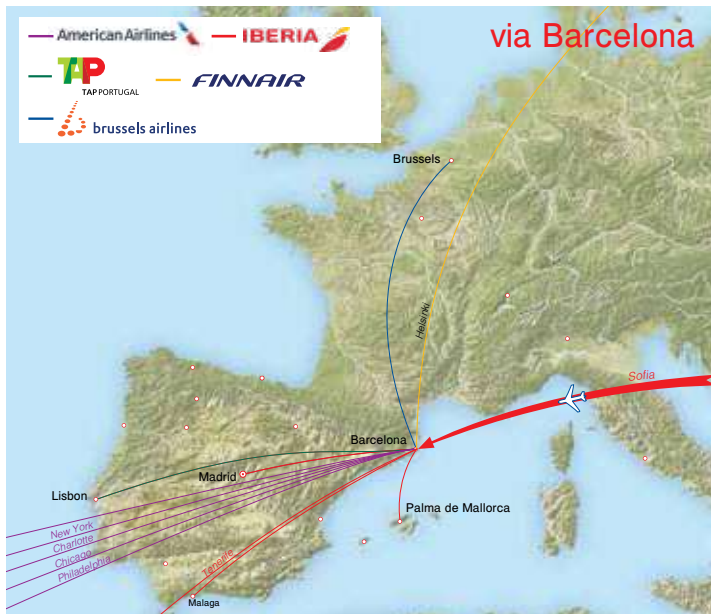 via Barcelona
American Airlines
IBERIA
TAP
TAP PORTUGAL
FINNAIR
brussels airlines
Brussels
Helsinki
Sofia
Barcelona
Madrid
Lisbon
Palma de Mallorca
New York
Charlotte
Chicago
Philadelphia
Tenerife
Malaga